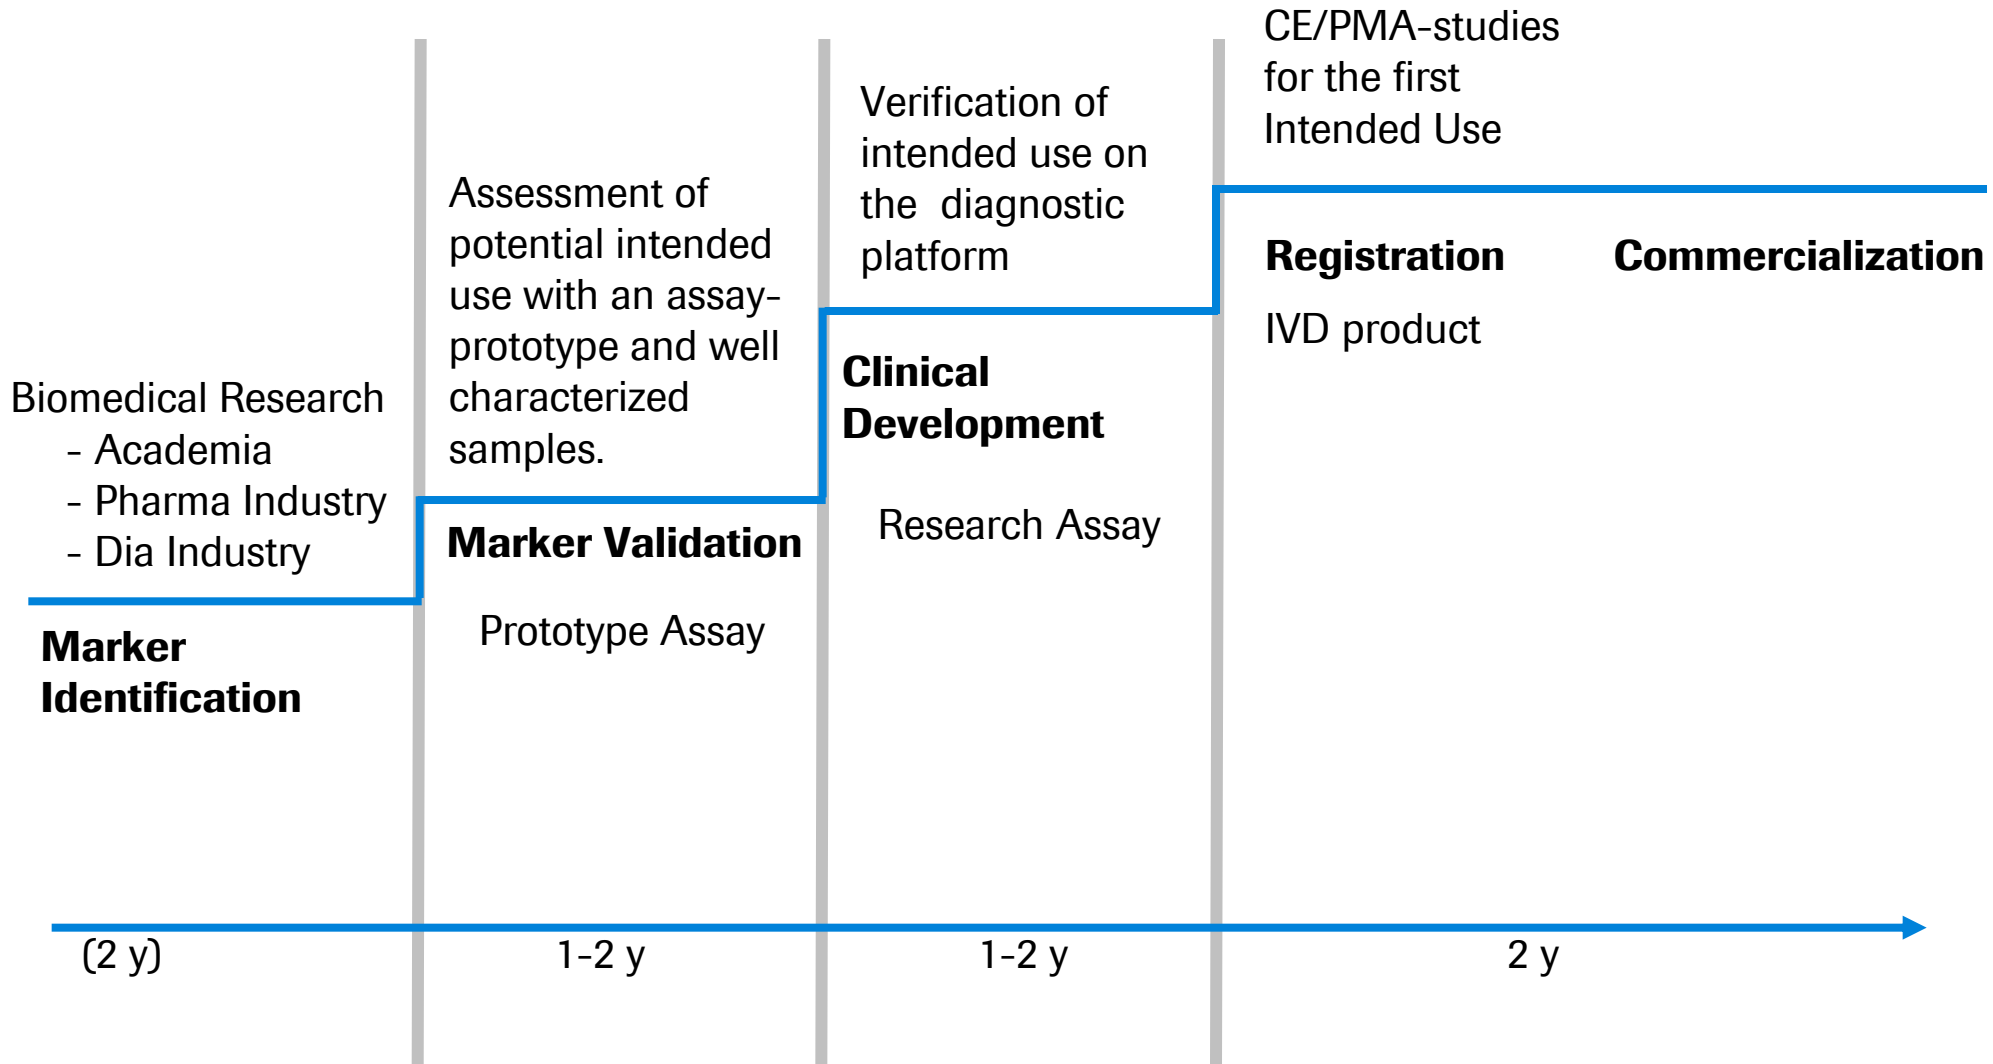 Biomedical Research
- Academia
- Pharma Industry
- Dia Industry
Marker
Identification
Assessment of
potential intended
use with an assay-
prototype and well
characterized
samples.
Marker Validation
Prototype Assay
Verification of
intended use on
the  diagnostic
platform
Clinical
Development
Research Assay
CE/PMA-studies
for the first
Intended Use
Registration
Commercialization
IVD product
(2 y)
1-2 y
1-2 y
2 y